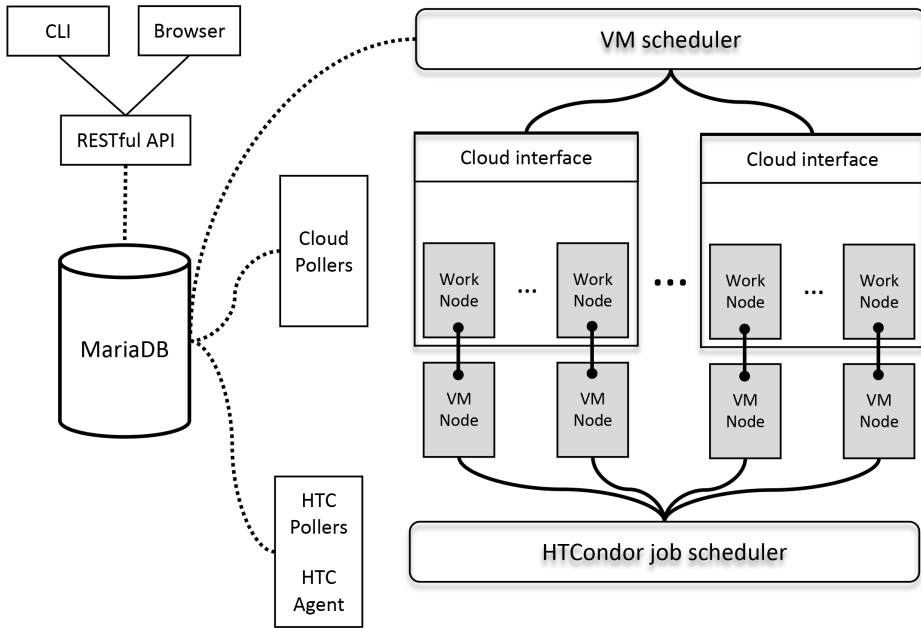 CLI
Browser
RESTful API
MariaDB
Cloud
Pollers
HTC
Pollers
HTC
Agent
VM scheduler
Cloud interface
Work
Node
...
Work
Node
...
Cloud interface
Work
Node
...
Work
Node
VM
Node
VM
Node
VM
Node
VM
Node
HTCondor job scheduler